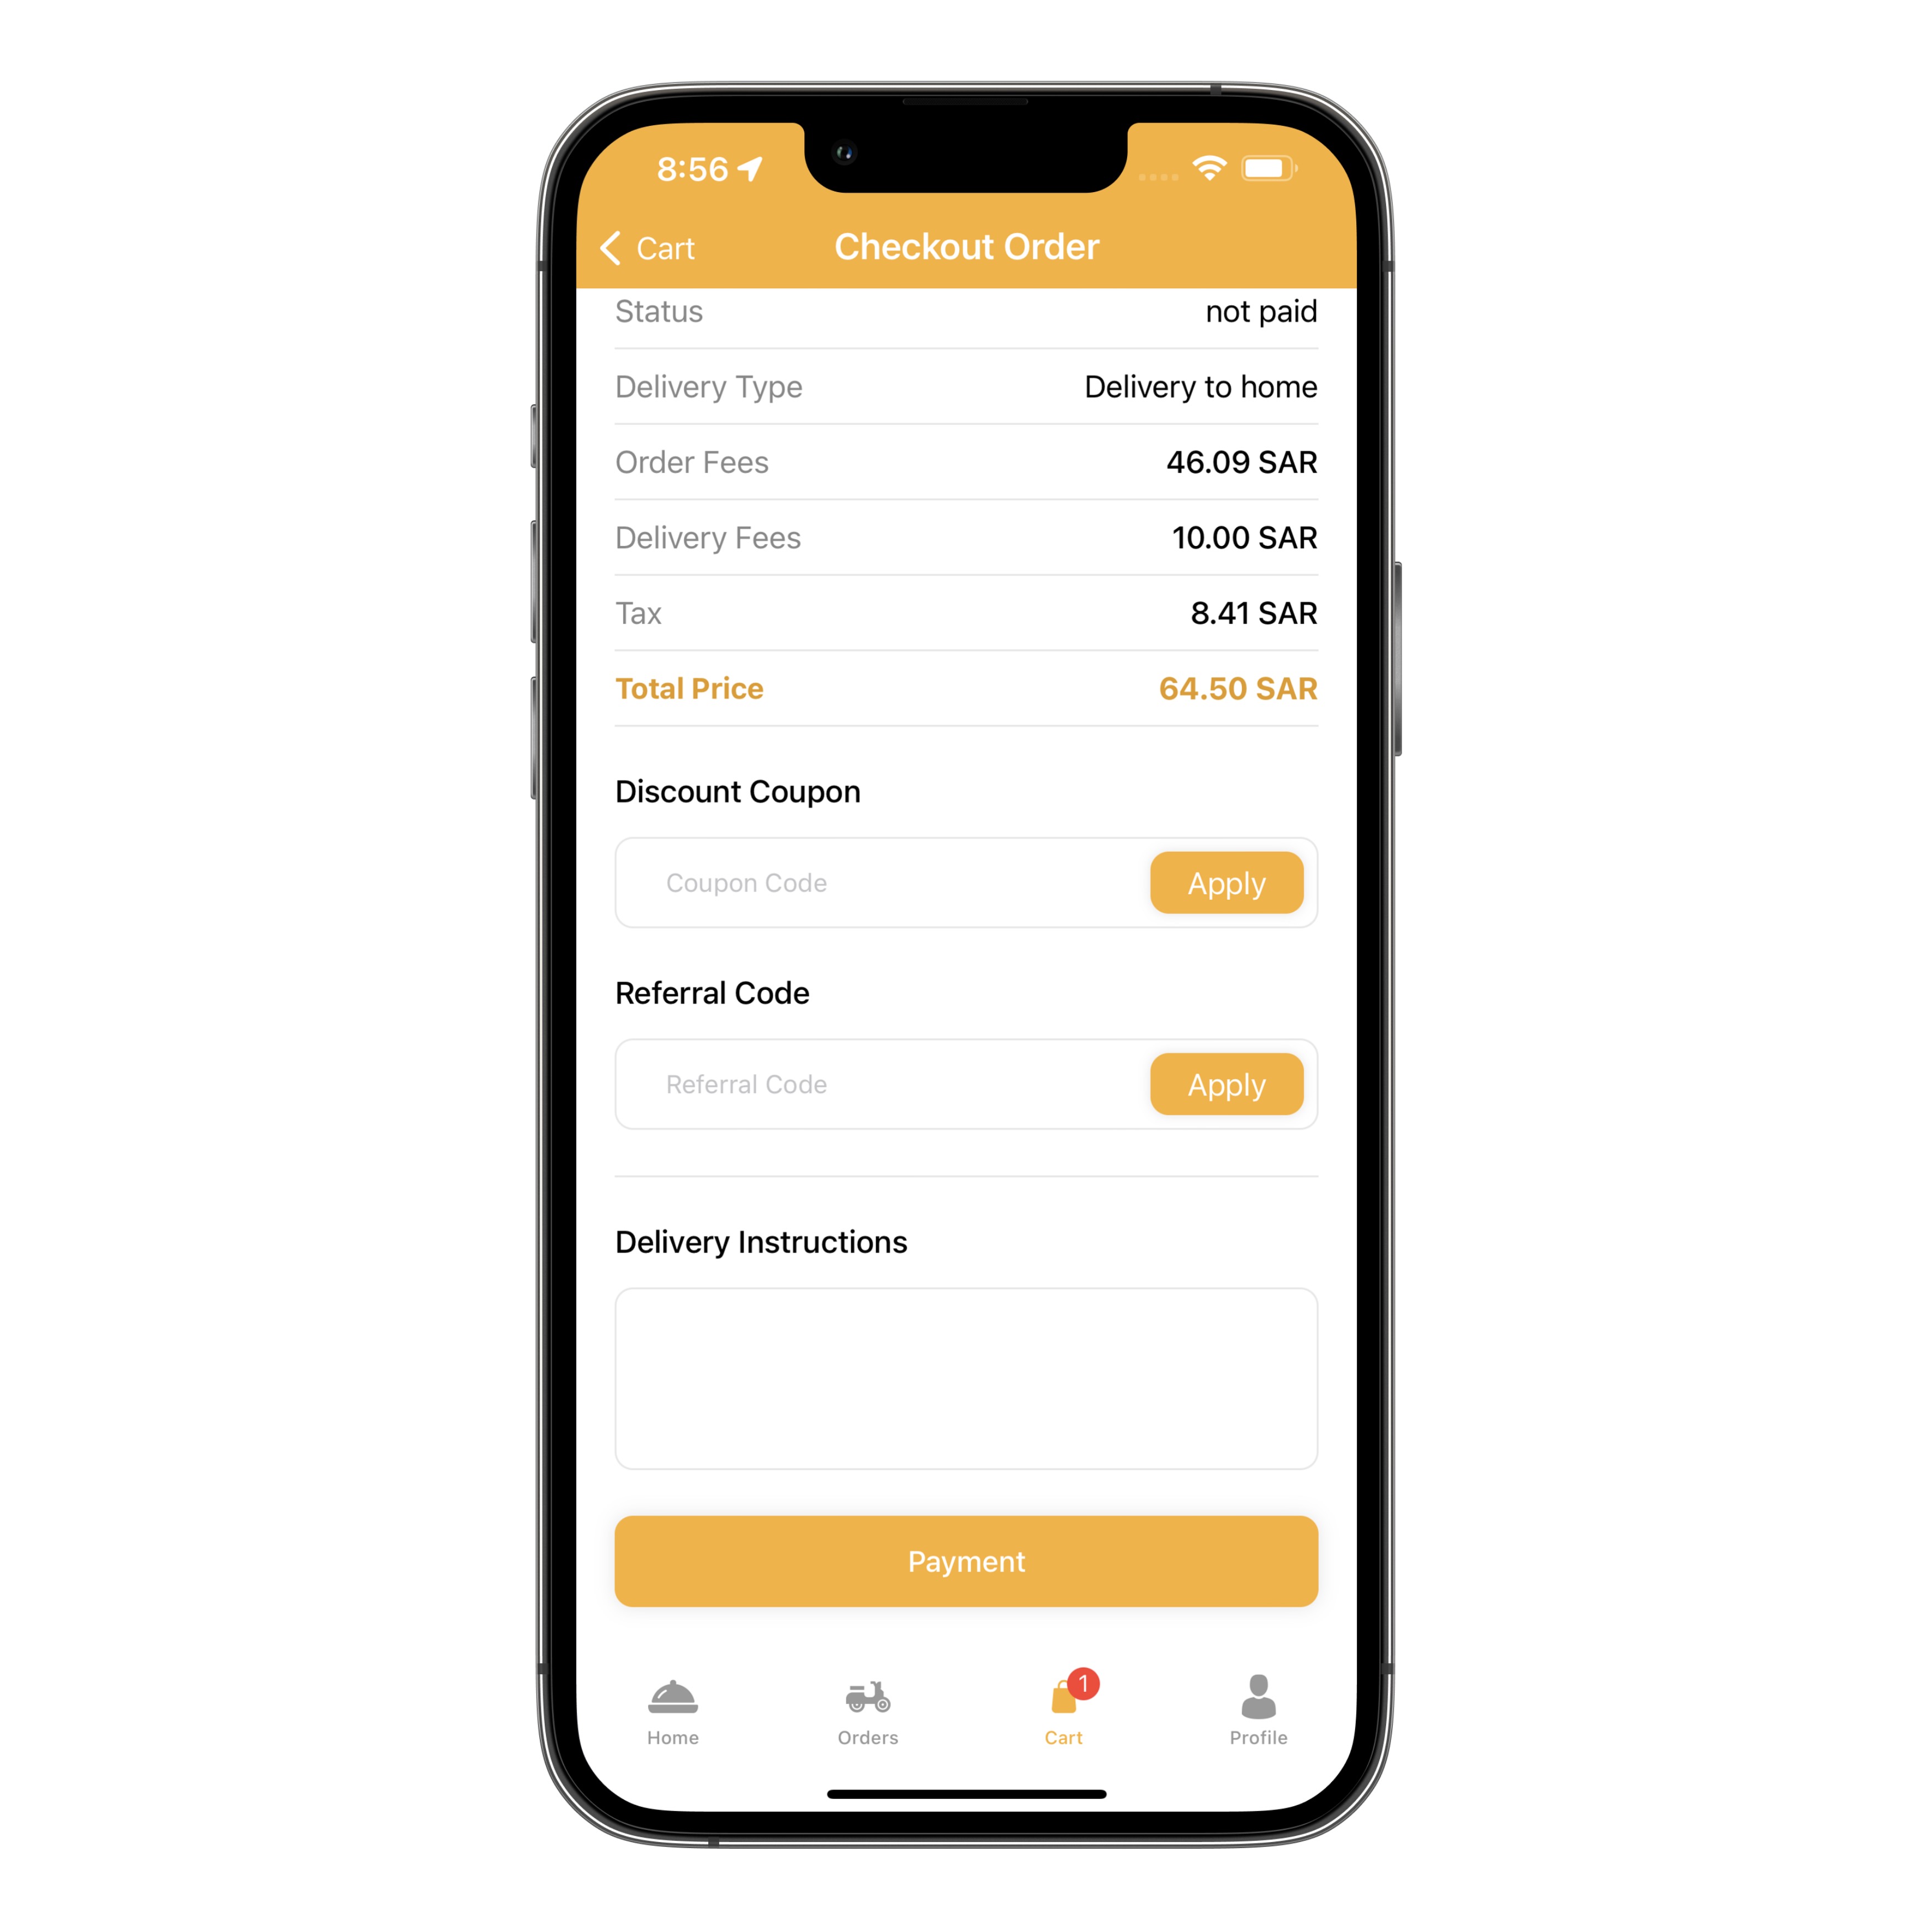 8:56
Cart Checkout Order
Status not paid
Delivery Type Delivery to home
Order Fees 46.09 SAR
Delivery Fees 10.00 SAR
Tax 8.41 SAR
Total Price 64.50 SAR
Discount Coupon
Coupon Code Apply
Referral Code
Referral Code Apply
Delivery Instructions
Payment
1
Home Orders Cart Profile